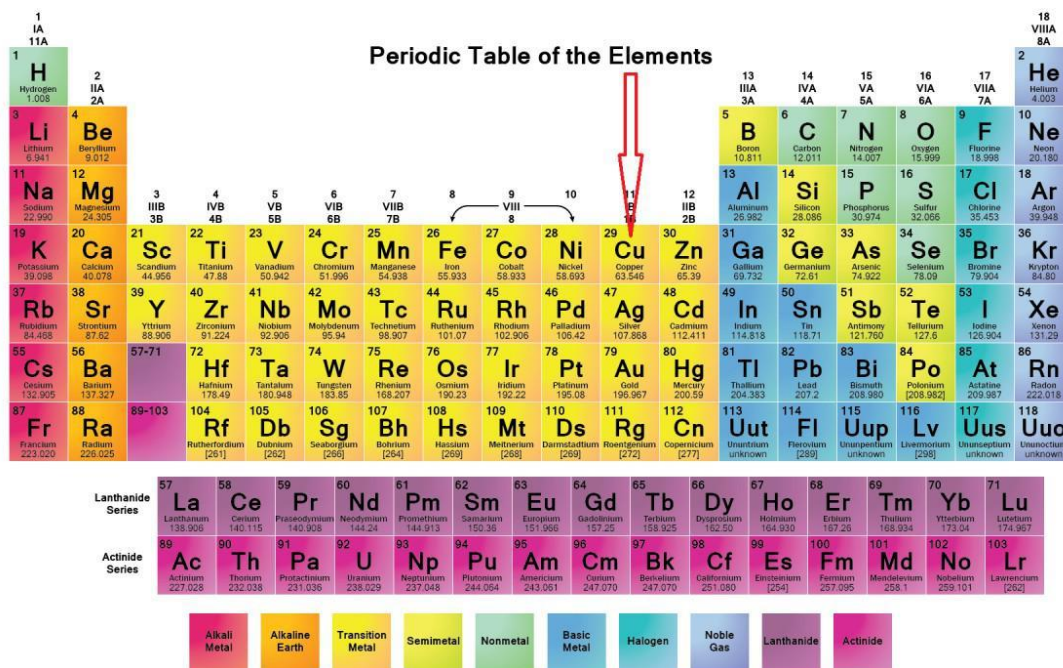 1 18
IA VIIIA
11A 8A
Periodic Table of the Elements
1 2
H He
Hydrogen Helium
1.008 4.003
2 13 14 15 16 17
IIA IIIA IVA VA VIA VIIA
2A 3A 4A 5A 6A 7A
3 4 5 6 7 8 9 10
Li Be B C N O F Ne
Lithium Beryllium Boron Carbon Nitrogen Oxygen Fluorine Neon
6.941 9.012 10.811 12.011 14.007 15.999 18.998 20.180
11 12 13 14 15 16 17 18
Na Mg Al Si P S Cl Ar
Sodium Magnesium Aluminum Silicon Phosphorus Sulfur Chlorine Argon
22.990 24.305 26.982 28.086 30.974 32.066 35.453 39.948
3 4 5 6 7 8 9 10 11 12
IIIB IVB VB VIB VIIB VIII IIB
3B 4B 5B 6B 7B 8 2B
19 20 21 22 23 24 25 26 27 28 29 30 31 32 33 34 35 36
K Ca Sc Ti V Cr Mn Fe Co Ni Cu Zn Ga Ge As Se Br Kr
Potassium Calcium Scandium Titanium Vanadium Chromium Manganese Iron Cobalt Nickel Copper Zinc Gallium Germanium Arsenic Selenium Bromine Krypton
39.098 40.078 44.956 47.88 50.942 51.996 54.938 55.933 58.933 58.693 63.546 65.39 69.732 72.61 74.922 78.09 79.904 84.80
37 38 39 40 41 42 43 44 45 46 47 48 49 50 51 52 53 54
Rb Sr Y Zr Nb Mo Tc Ru Rh Pd Ag Cd In Sn Sb Te I Xe
Rubidium Strontium Yttrium Zirconium Niobium Molybdenum Technetium Ruthenium Rhodium Palladium Silver Cadmium Indium Tin Antimony Tellurium Iodine Xenon
84.468 87.62 88.906 91.224 92.906 95.94 98.907 101.07 102.906 106.42 107.868 112.411 114.818 118.71 121.760 127.6 126.904 131.29
55 56 57-71 72 73 74 75 76 77 78 79 80 81 82 83 84 85 86
Cs Ba Hf Ta W Re Os Ir Pt Au Hg Tl Pb Bi Po At Rn
Cesium Barium Hafnium Tantalum Tungsten Rhenium Osmium Iridium Platinum Gold Mercury Thallium Lead Bismuth Polonium Astatine Radon
132.905 137.327 178.49 180.948 183.85 168.207 190.23 192.22 195.08 196.967 200.59 204.383 207.2 208.980 [208.982] 209.987 222.018
87 88 89-103 104 105 106 107 108 109 110 111 112 113 114 115 116 117 118
Fr Ra Rf Db Sg Bh Hs Mt Ds Rg Cn Uut Fl Uup Lv Uus Uuo
Francium Radium Rutherfordium Dubnium Seaborgium Bohrium Hassium Meitnerium Darmstadtium Roentgenium Copernicium Ununtrium Flerovium Ununpentium Livermorium Ununseptium Ununoctium
223.020 226.025 [261] [262] [266] [264] [269] [268] [269] [272] [277] unknown [289] unknown [298] unknown unknown
Lanthanide Series
57 58 59 60 61 62 63 64 65 66 67 68 69 70 71
La Ce Pr Nd Pm Sm Eu Gd Tb Dy Ho Er Tm Yb Lu
Lanthanum Cerium Praseodymium Neodymium Promethium Samarium Europium Gadolinium Terbium Dysprosium Holmium Erbium Thulium Ytterbium Lutetium
138.906 140.115 140.908 144.24 144.913 150.36 151.966 157.25 158.925 162.50 164.930 167.26 168.934 173.04 174.967
Actinide Series
89 90 91 92 93 94 95 96 97 98 99 100 101 102 103
Ac Th Pa U Np Pu Am Cm Bk Cf Es Fm Md No Lr
Actinium Thorium Protactinium Uranium Neptunium Plutonium Americium Curium Berkelium Californium Einsteinium Fermium Mendelevium Nobelium Lawrencium
227.028 232.038 231.036 238.029 237.048 244.064 243.061 247.070 247.070 251.080 [254] 257.095 258.1 259.101 [262]
Alkali Metal
Alkaline Earth
Transition Metal
Semimetal
Nonmetal
Basic Metal
Halogen
Noble Gas
Lanthanide
Actinide